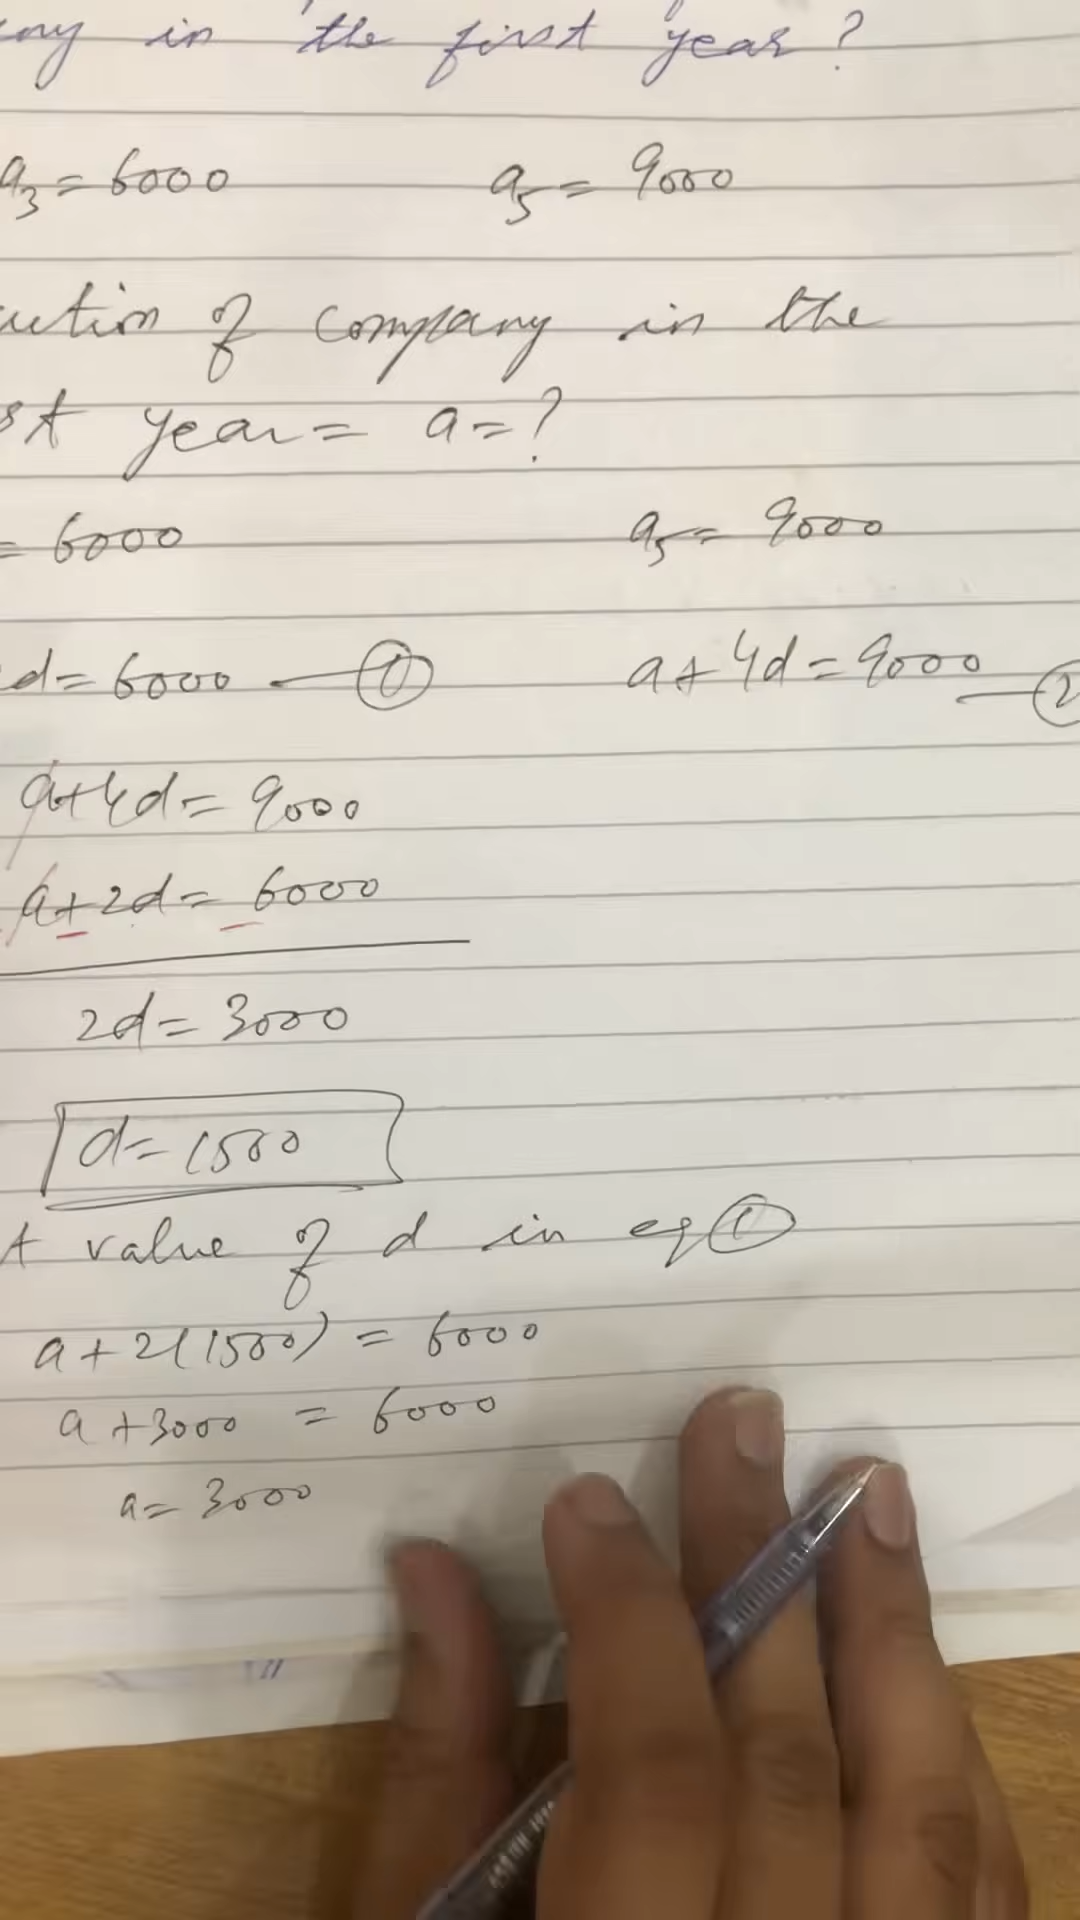 in the first year?
a3 = 6000 a5 = 9000
of company in the
year = a = ?
= 6000 a5 = 9000
d = 6000 — ① a + 4d = 9000 — ②
a + 4d = 9000
a + 2d = 6000
2d = 3000
d = 1500
value of d in eq ①
a + 2(1500) = 6000
a + 3000 = 6000
a = 3000